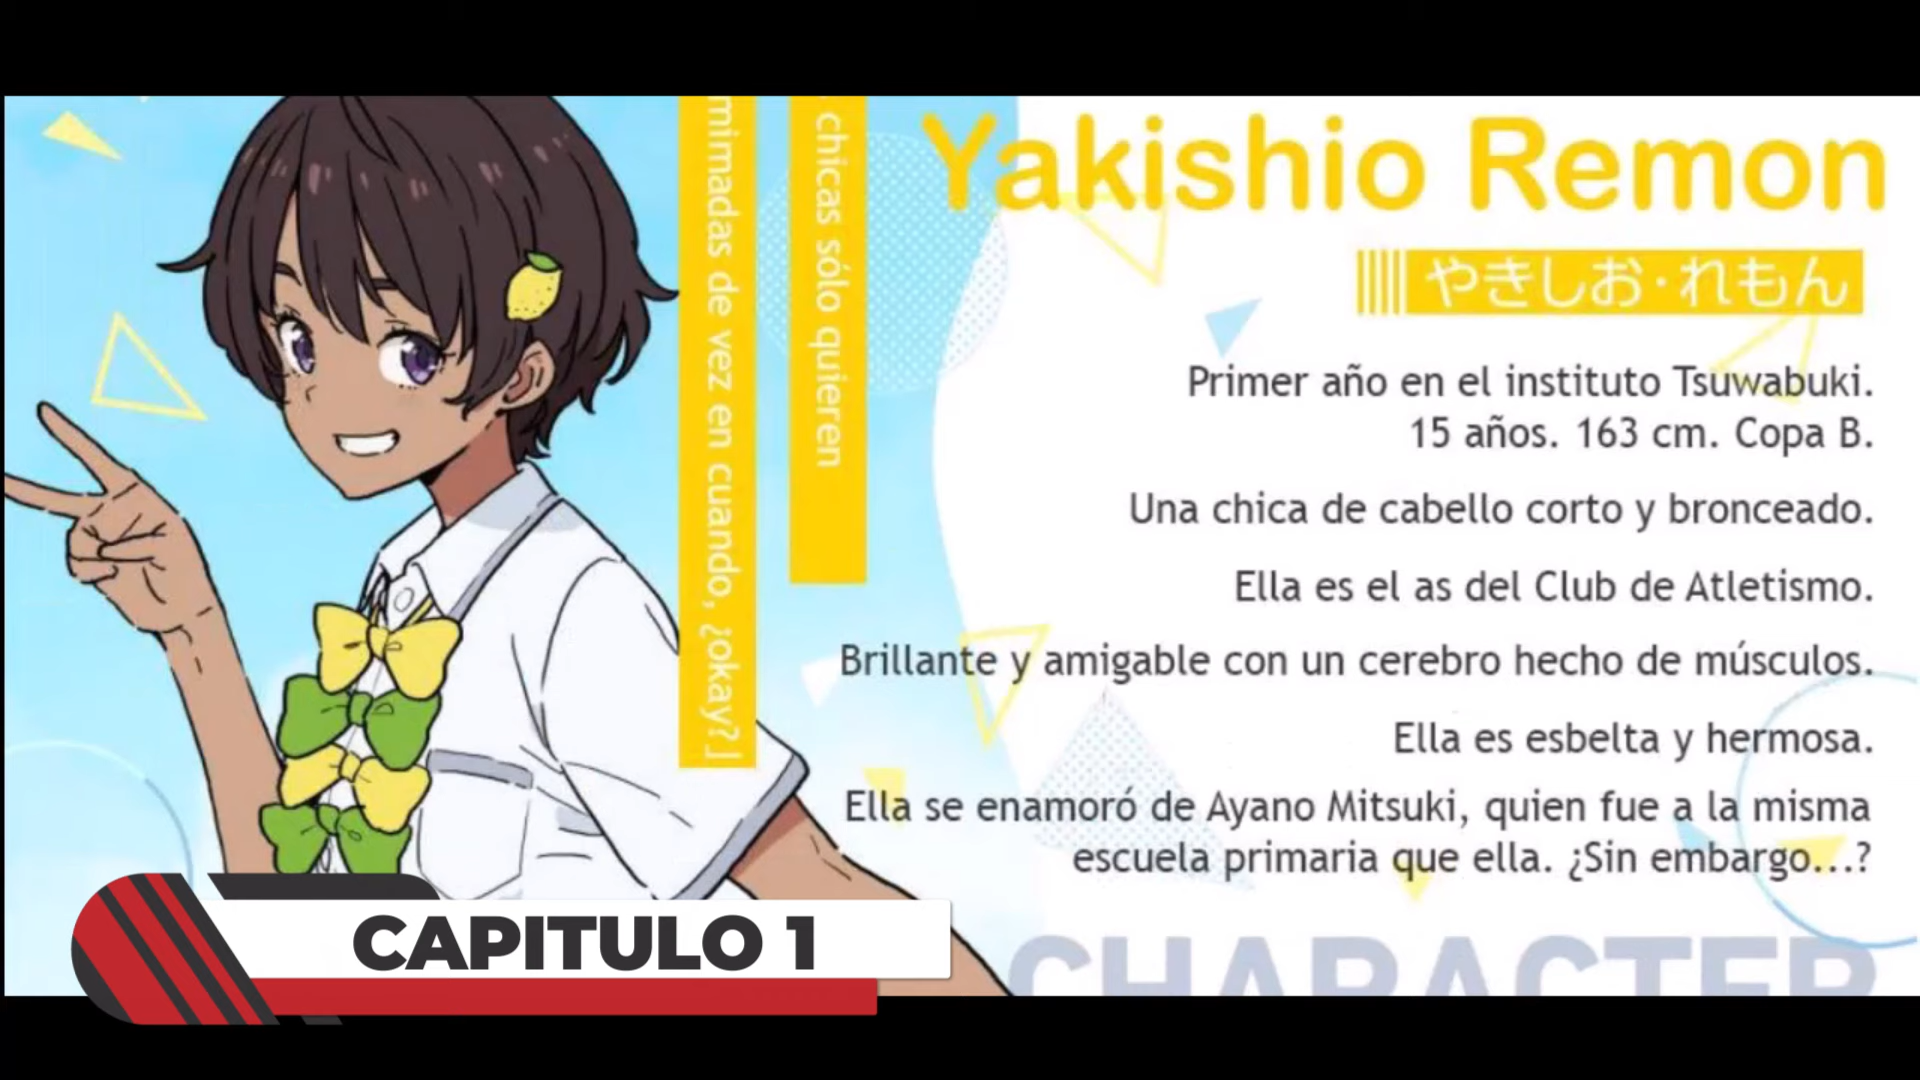 Yakishio Remon
やきしお・れもん
chicas sólo quieren
mimadas de vez en cuando, ¿okay?」
Primer año en el instituto Tsuwabuki.
15 años. 163 cm. Copa B.
Una chica de cabello corto y bronceado.
Ella es el as del Club de Atletismo.
Brillante y amigable con un cerebro hecho de músculos.
Ella es esbelta y hermosa.
Ella se enamoró de Ayano Mitsuki, quien fue a la misma
escuela primaria que ella. ¿Sin embargo...?
CAPITULO 1
CHARACTER